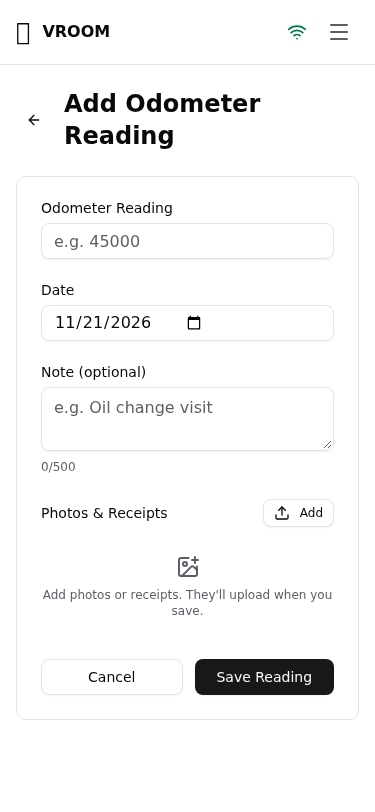 VROOM
Add Odometer
Reading
Odometer Reading
e.g. 45000
Date
11/21/2026
Note (optional)
e.g. Oil change visit
0/500
Photos & Receipts
Add
Add photos or receipts. They'll upload when you
save.
Cancel
Save Reading